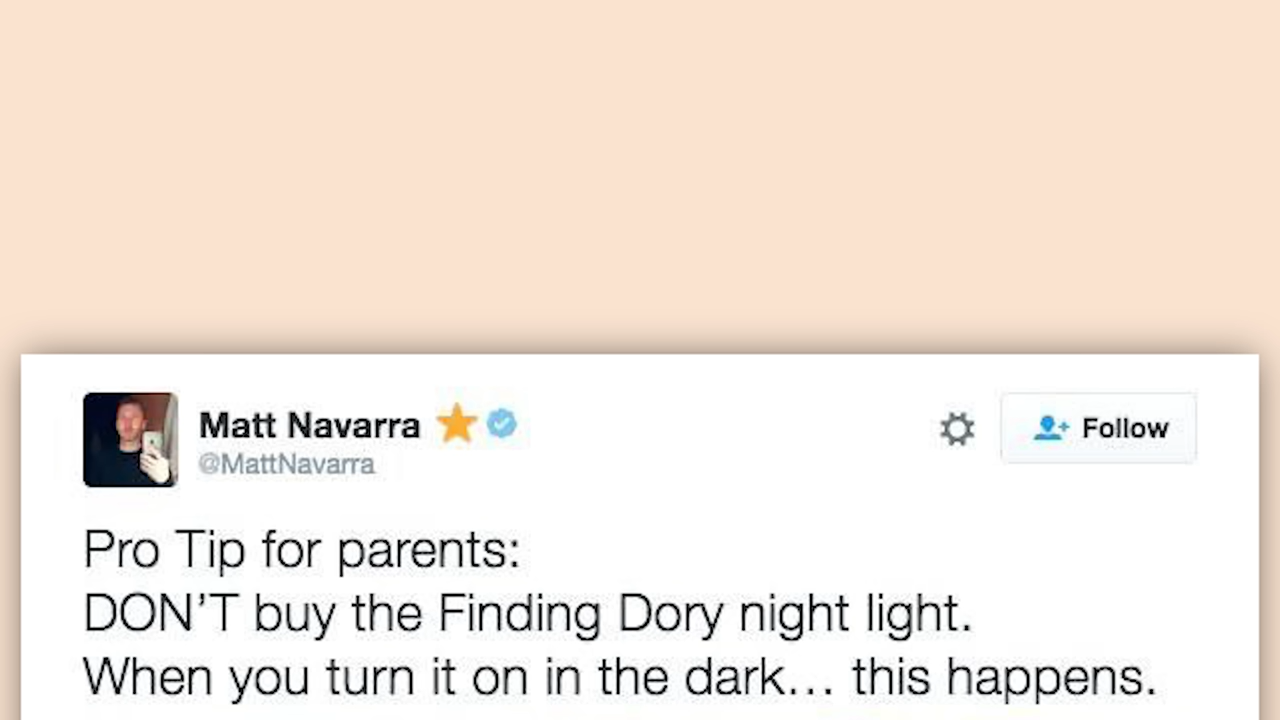 Matt Navarra
@MattNavarra
Follow
Pro Tip for parents:
DON’T buy the Finding Dory night light.
When you turn it on in the dark… this happens.